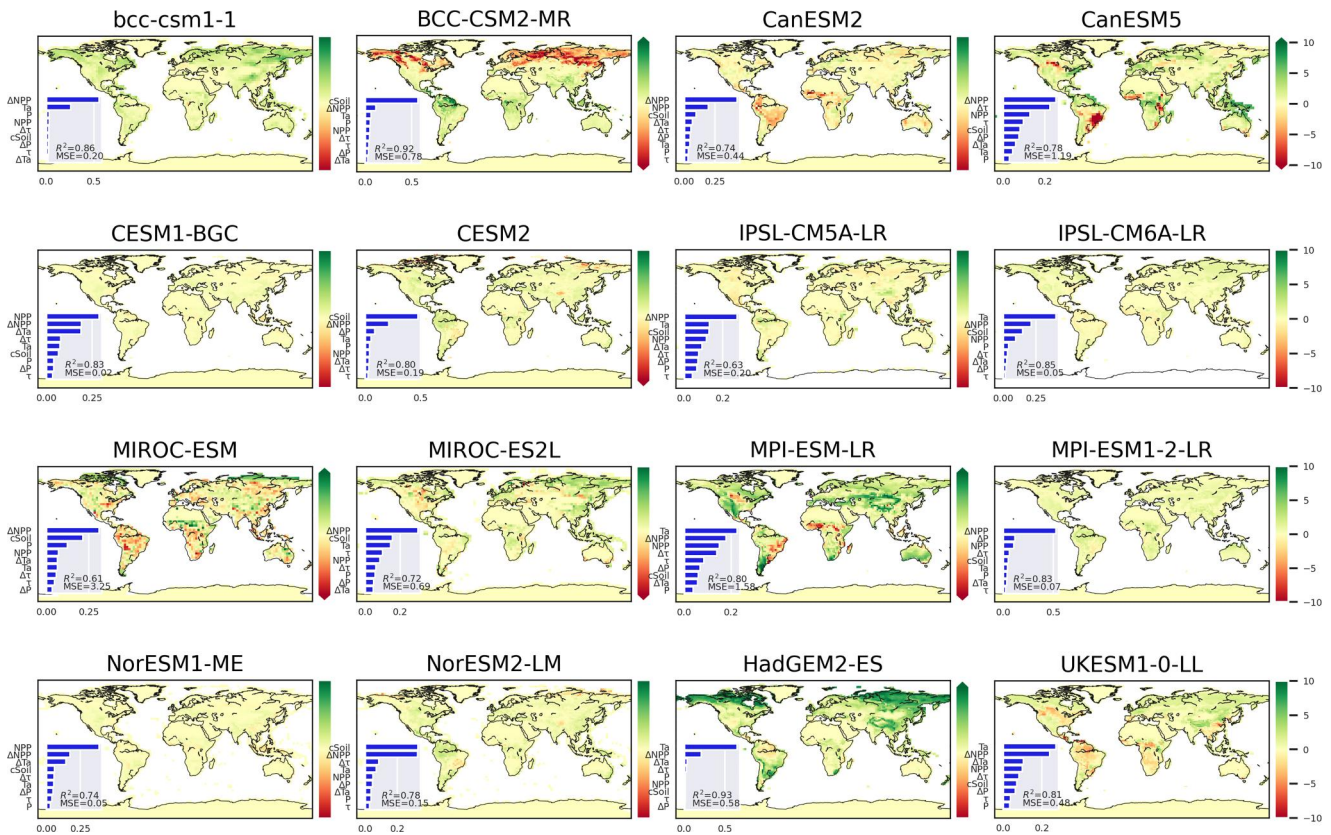 bcc-csm1-1
ΔNPP
Ta
P
NPP
Δτ
cSoil
ΔP
τ
ΔTa
R²=0.86
MSE=0.20
0.0 0.5
BCC-CSM2-MR
cSoil
ΔNPP
Ta
P
NPP
Δτ
ΔP
τ
ΔTa
R²=0.92
MSE=0.78
0.0 0.5
CanESM2
ΔNPP
NPP
cSoil
R²=0.74
MSE=0.44
0.00 0.25
CanESM5
ΔNPP
Δτ
NPP
τ
cSoil
ΔP
ΔTa
Ta
P
R²=0.78
MSE=1.19
0.0 0.2
10
5
0
−5
−10
CESM1-BGC
NPP
ΔNPP
ΔTa
Δτ
Ta
cSoil
P
ΔP
τ
R²=0.83
MSE=0.02
0.00 0.25
CESM2
cSoil
ΔNPP
ΔP
Ta
P
NPP
ΔTa
Δτ
τ
R²=0.80
MSE=0.19
0.0 0.5
IPSL-CM5A-LR
Ta
ΔNPP
cSoil
NPP
R²=0.63
MSE=0.20
0.0 0.2
IPSL-CM6A-LR
ΔNPP
Ta
cSoil
NPP
P
Δτ
ΔTa
ΔP
τ
R²=0.85
MSE=0.05
0.00 0.25
10
5
0
−5
−10
MIROC-ESM
ΔNPP
cSoil
P
NPP
ΔTa
Ta
Δτ
τ
ΔP
R²=0.61
MSE=3.25
0.00 0.25
MIROC-ES2L
ΔNPP
cSoil
Ta
τ
NPP
Δτ
P
ΔP
ΔTa
R²=0.72
MSE=0.69
0.0 0.2
MPI-ESM-LR
Ta
ΔNPP
NPP
Δτ
τ
ΔP
cSoil
ΔTa
P
R²=0.80
MSE=1.58
0.0 0.2
MPI-ESM1-2-LR
ΔNPP
R²=0.83
MSE=0.07
0.0 0.5
10
5
0
−5
−10
NorESM1-ME
NPP
ΔNPP
ΔTa
cSoil
Δτ
Ta
ΔP
τ
P
R²=0.74
MSE=0.05
0.00 0.25
NorESM2-LM
cSoil
ΔNPP
Δτ
Ta
NPP
ΔP
ΔTa
P
τ
R²=0.78
MSE=0.15
0.0 0.2
HadGEM2-ES
Ta
ΔNPP
ΔTa
Δτ
P
NPP
cSoil
ΔP
τ
R²=0.93
MSE=0.58
0.0 0.5
UKESM1-0-LL
Ta
ΔNPP
ΔTa
NPP
Δτ
τ
cSoil
ΔP
P
R²=0.81
MSE=0.48
0.0 0.2
10
5
0
−5
−10